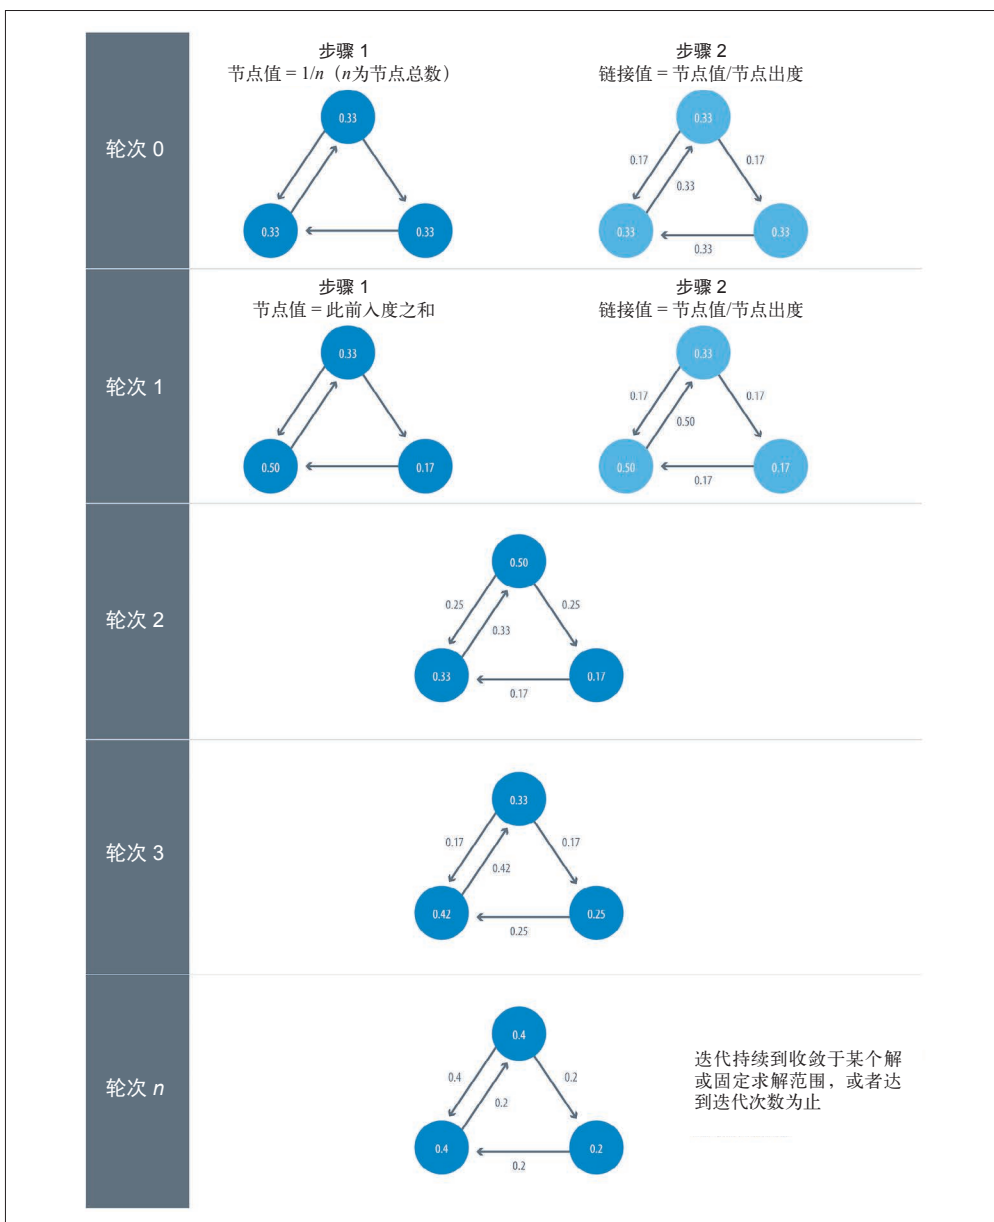 步骤 1
节点值 = 1/n（n为节点总数）
步骤 2
链接值 = 节点值/节点出度
轮次 0
0.33
0.33
0.33
0.33
0.17
0.17
0.33
0.33
0.33
0.33
步骤 1
节点值 = 此前入度之和
步骤 2
链接值 = 节点值/节点出度
轮次 1
0.33
0.50
0.17
0.33
0.17
0.17
0.50
0.50
0.17
0.17
轮次 2
0.50
0.25
0.25
0.33
0.33
0.17
0.17
轮次 3
0.33
0.17
0.17
0.42
0.42
0.25
0.25
轮次 n
0.4
0.4
0.2
0.2
0.4
0.2
0.2
迭代持续到收敛于某个解
或固定求解范围，或者达
到迭代次数为止